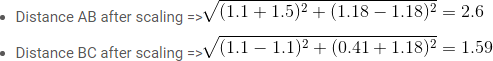 • Distance AB after scaling =>√(1.1 + 1.5)² + (1.18 − 1.18)² = 2.6
• Distance BC after scaling =>√(1.1 − 1.1)² + (0.41 + 1.18)² = 1.59